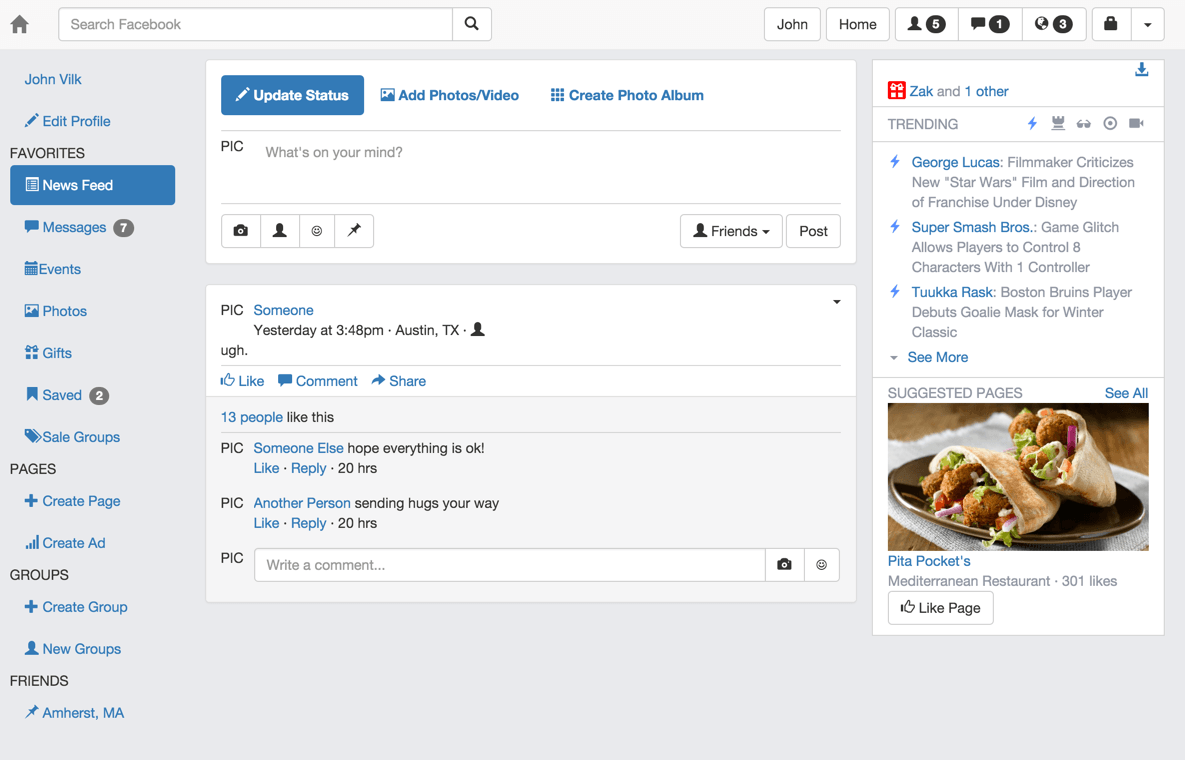 Search Facebook
John
Home
5
1
3
John Vilk
Edit Profile
FAVORITES
News Feed
Messages 7
Events
Photos
Gifts
Saved 2
Sale Groups
PAGES
Create Page
Create Ad
GROUPS
Create Group
New Groups
FRIENDS
Amherst, MA
Update Status
Add Photos/Video
Create Photo Album
PIC What's on your mind?
Friends
Post
PIC Someone
Yesterday at 3:48pm · Austin, TX ·
ugh.
Like Comment Share
13 people like this
PIC Someone Else hope everything is ok!
Like · Reply · 20 hrs
PIC Another Person sending hugs your way
Like · Reply · 20 hrs
PIC Write a comment...
Zak and 1 other
TRENDING
George Lucas: Filmmaker Criticizes
New "Star Wars" Film and Direction
of Franchise Under Disney
Super Smash Bros.: Game Glitch
Allows Players to Control 8
Characters With 1 Controller
Tuukka Rask: Boston Bruins Player
Debuts Goalie Mask for Winter
Classic
See More
SUGGESTED PAGES See All
Pita Pocket's
Mediterranean Restaurant · 301 likes
Like Page